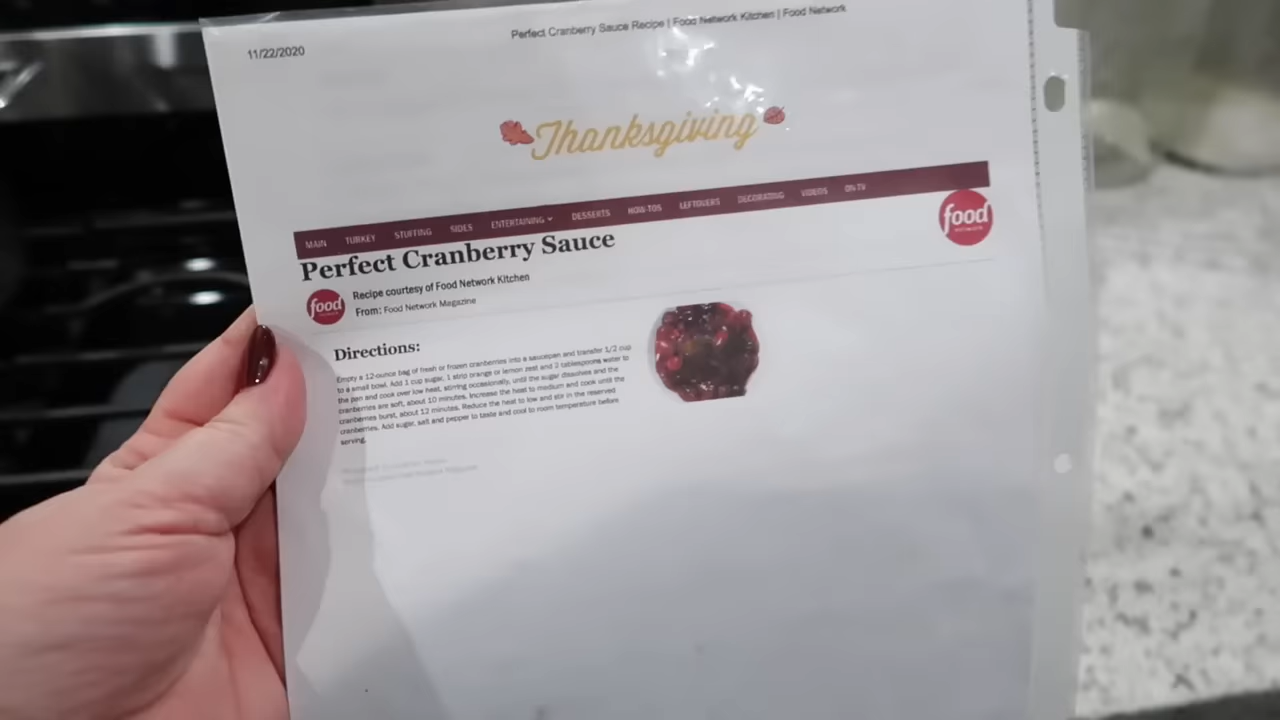 11/22/2020
Perfect Cranberry Sauce Recipe | Food Network Kitchen | Food Network
Thanksgiving
MAIN TURKEY STUFFING SIDES ENTERTAINING DESSERTS HOW-TOS LEFTOVERS DECORATING VIDEOS ON TV
Perfect Cranberry Sauce
food
food
Recipe courtesy of Food Network Kitchen
From: Food Network Magazine
Directions:
Empty a 12-ounce bag of fresh or frozen cranberries into a saucepan and transfer 1/2 cup
to a small bowl. Add 1 cup sugar, 1 strip orange or lemon zest and 2 tablespoons water to
the pan and cook over low heat, stirring occasionally, until the sugar dissolves and the
cranberries are soft, about 10 minutes. Increase the heat to medium and cook until the
cranberries burst, about 12 minutes. Reduce the heat to low and stir in the reserved
cranberries. Add sugar, salt and pepper to taste and cool to room temperature before
serving.